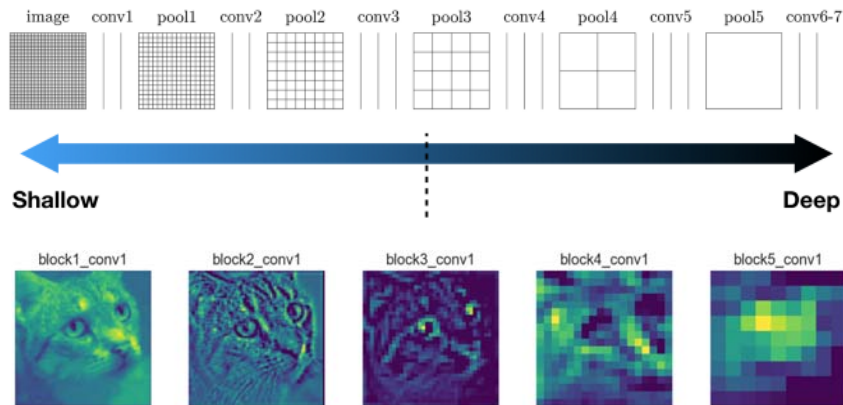 image conv1 pool1 conv2 pool2 conv3 pool3 conv4 pool4 conv5 pool5 conv6-7
Shallow Deep
block1_conv1 block2_conv1 block3_conv1 block4_conv1 block5_conv1